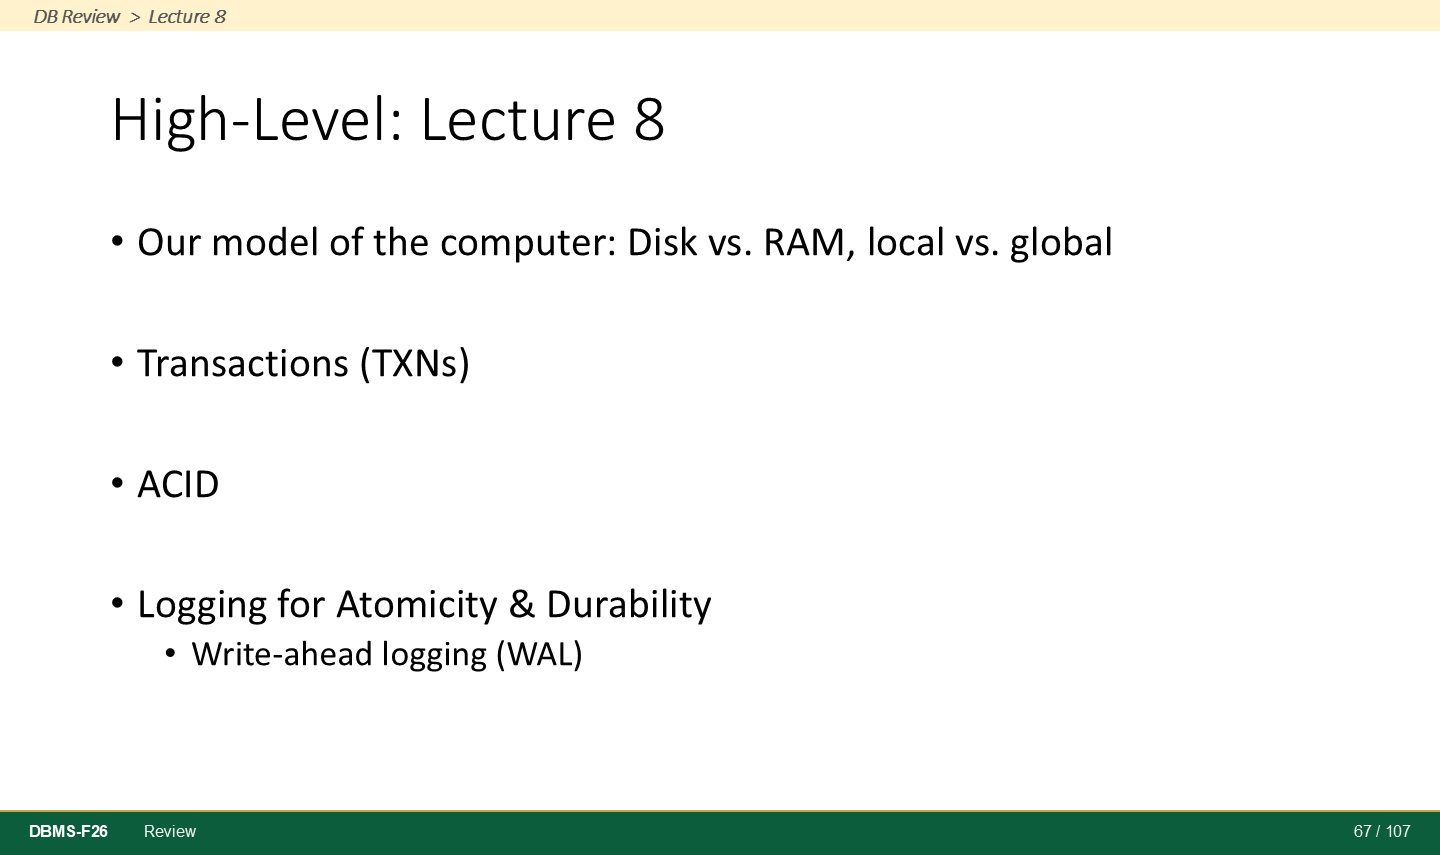 DB Review > Lecture 8
High-Level: Lecture 8
• Our model of the computer: Disk vs. RAM, local vs. global
• Transactions (TXNs)
• ACID
• Logging for Atomicity & Durability
• Write-ahead logging (WAL)
DBMS-F26 Review 67 / 107